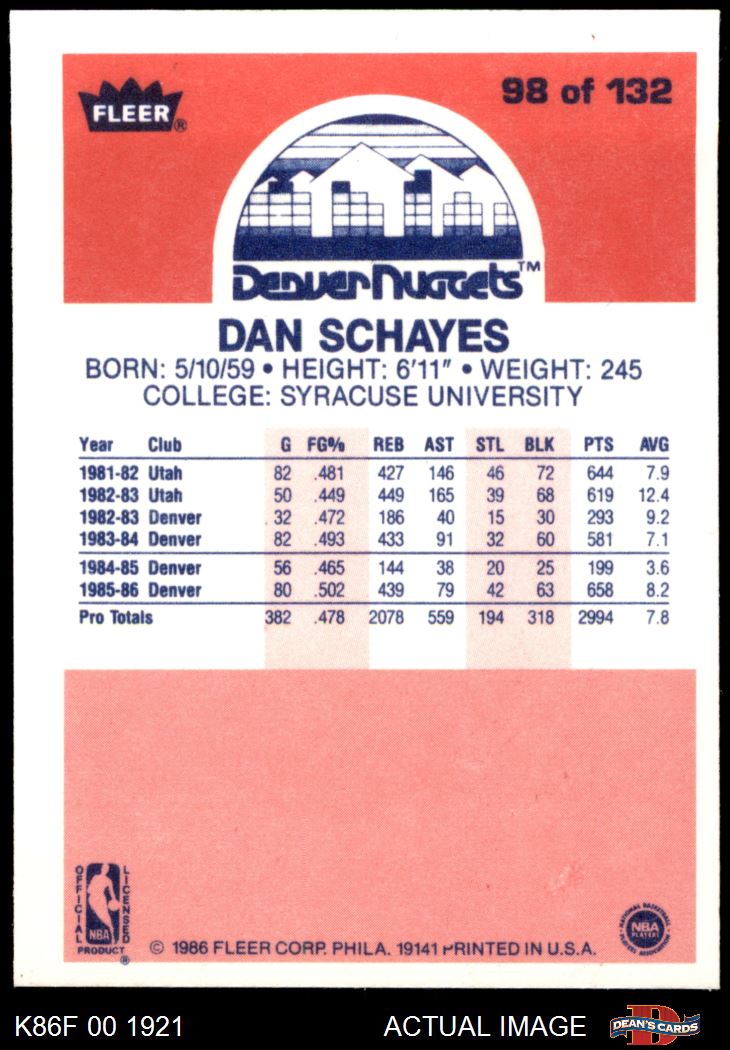 FLEER®
98 of 132
Denver Nuggets™
DAN SCHAYES
BORN: 5/10/59 • HEIGHT: 6'11" • WEIGHT: 245
COLLEGE: SYRACUSE UNIVERSITY
Year Club G FG% REB AST STL BLK PTS AVG
1981-82 Utah 82 .481 427 146 46 72 644 7.9
1982-83 Utah 50 .449 449 165 39 68 619 12.4
1982-83 Denver 32 .472 186 40 15 30 293 9.2
1983-84 Denver 82 .493 433 91 32 60 581 7.1
1984-85 Denver 56 .465 144 38 20 25 199 3.6
1985-86 Denver 80 .502 439 79 42 63 658 8.2
Pro Totals 382 .478 2078 559 194 318 2994 7.8
OFFICIAL
LICENSED
NBA
PRODUCT®
© 1986 FLEER CORP. PHILA. 19141 PRINTED IN U.S.A.
NATIONAL BASKETBALL
NBA
PLAYERS
PLAYERS ASSOCIATION
K86F 00 1921
ACTUAL IMAGE
D
DEAN'S CARDS